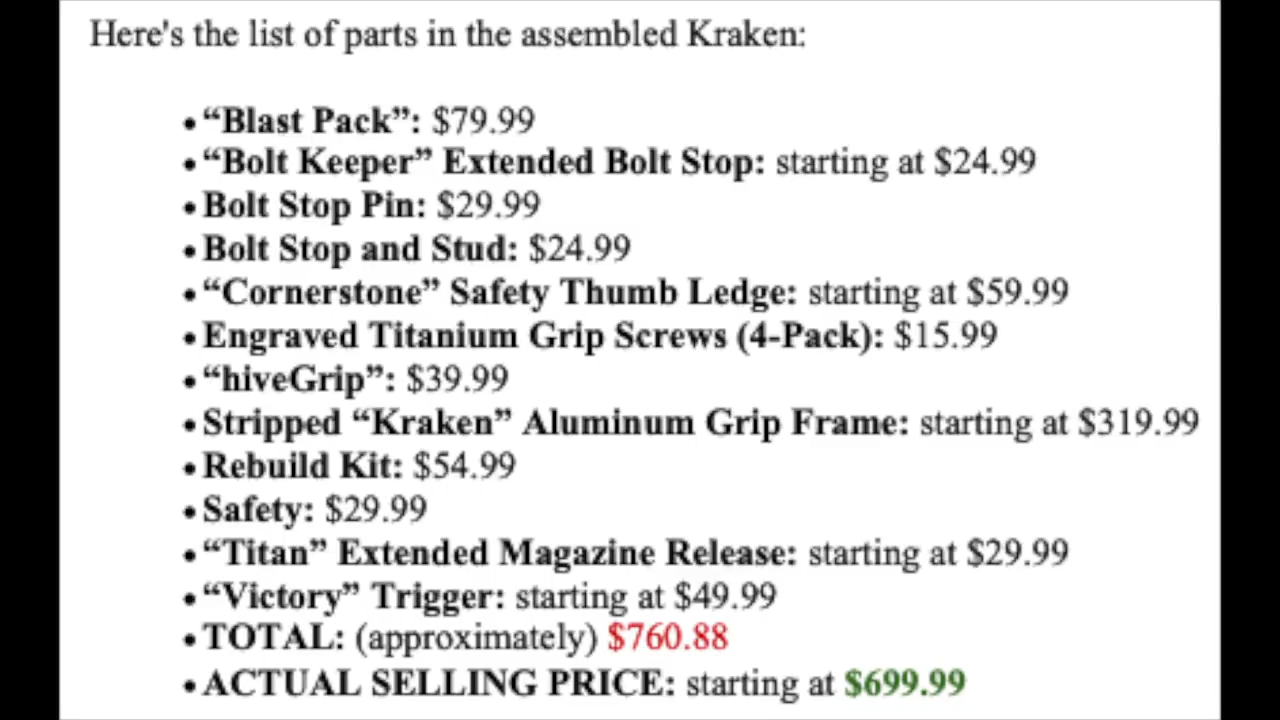 Here's the list of parts in the assembled Kraken:
• “Blast Pack”: $79.99
• “Bolt Keeper” Extended Bolt Stop: starting at $24.99
• Bolt Stop Pin: $29.99
• Bolt Stop and Stud: $24.99
• “Cornerstone” Safety Thumb Ledge: starting at $59.99
• Engraved Titanium Grip Screws (4-Pack): $15.99
• “hiveGrip”: $39.99
• Stripped “Kraken” Aluminum Grip Frame: starting at $319.99
• Rebuild Kit: $54.99
• Safety: $29.99
• “Titan” Extended Magazine Release: starting at $29.99
• “Victory” Trigger: starting at $49.99
• TOTAL: (approximately) $760.88
• ACTUAL SELLING PRICE: starting at $699.99